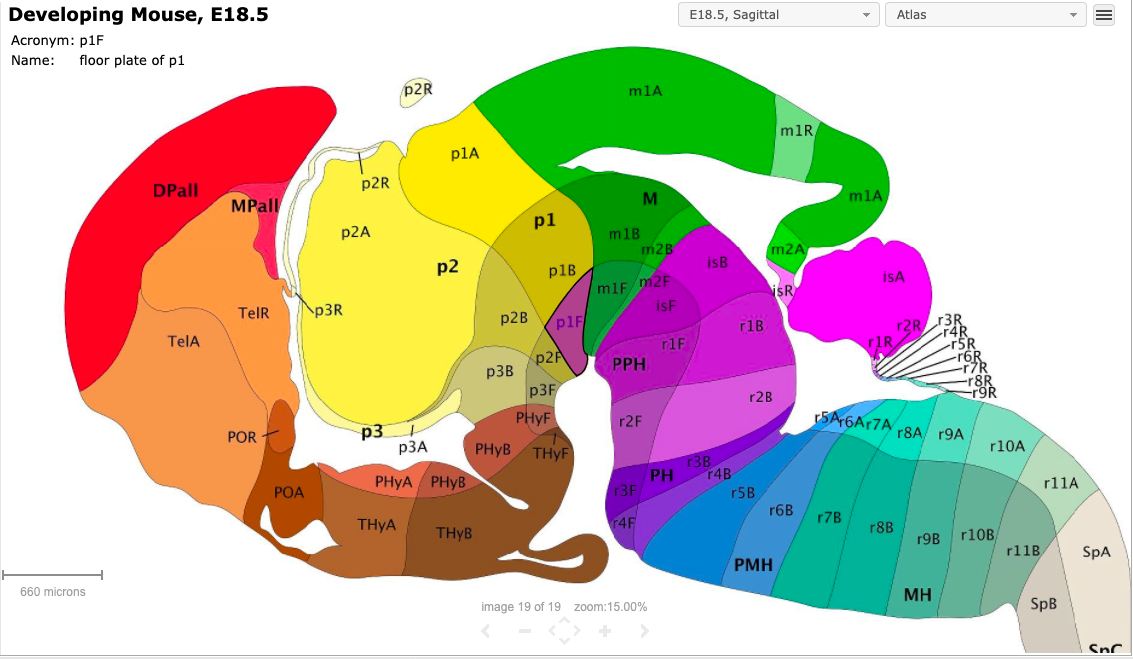 Developing Mouse, E18.5
E18.5, Sagittal
Atlas
Acronym: p1F
Name: floor plate of p1
p2R
m1A
m1R
p1A
DPall
p2R
M
m1A
MPall
p1
m1B
p2A
m2B
m2A
isB
p2
p1B
isA
m1F
m2F
isR
isF
p3R
TelR
p2B
p1F
r1B
r3R
r2R
r4R
TelA
r1F
r1R
r5R
p2F
r6R
PPH
r7R
p3B
r8R
p3F
r9R
r2B
POR
p3
PHyF
r2F
r5A
r6A
r7A
r8A
r9A
p3A
PHyB
THyF
r10A
r3B
PH
r4B
PHyA
PHyB
r11A
POA
r3F
r5B
r6B
r7B
r4F
THyA
THyB
r8B
r9B
r10B
r11B
SpA
PMH
MH
SpB
660 microns
image 19 of 19 zoom:15.00%
SpC